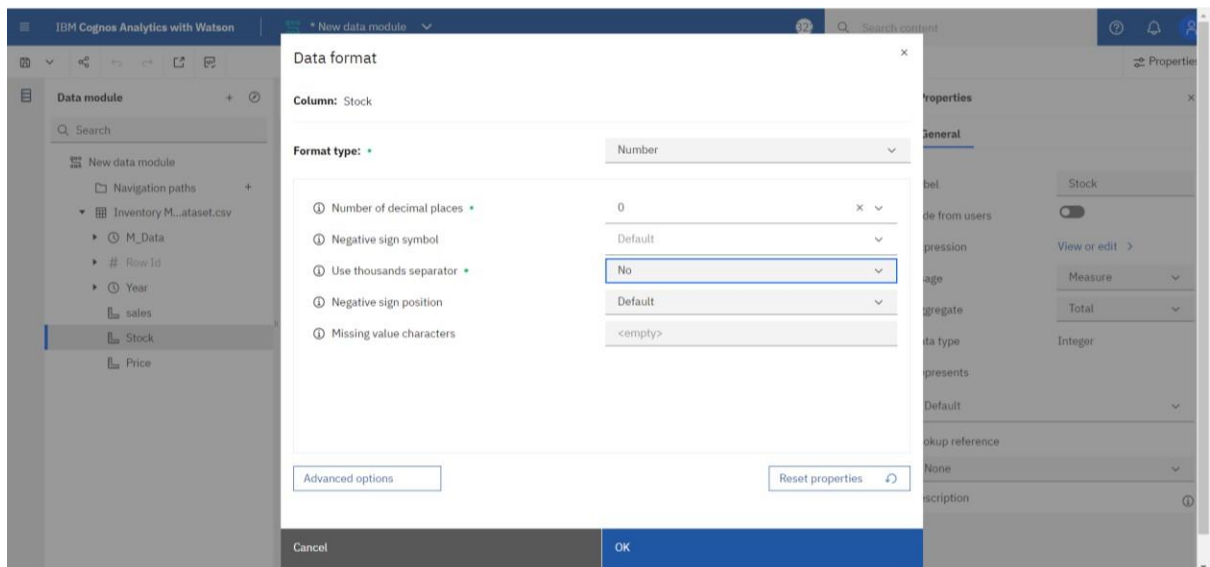 IBM Cognos Analytics with Watson
* New data module
Search content
Properties
Data module
Search
New data module
Navigation paths
Inventory M...ataset.csv
M_Data
# Row Id
Year
sales
Stock
Price
Data format
Column: Stock
Format type: Number
Number of decimal places 0
Negative sign symbol Default
Use thousands separator No
Negative sign position Default
Missing value characters <empty>
Advanced options
Reset properties
Cancel
OK
roperties
General
bel Stock
de from users
pression View or edit
age Measure
gregate Total
ta type Integer
presents
Default
okup reference
None
scription